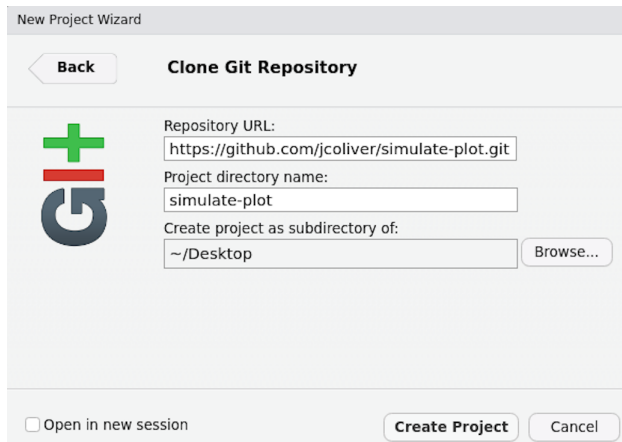 New Project Wizard
Back
Clone Git Repository
Repository URL:
https://github.com/jcoliver/simulate-plot.git
Project directory name:
simulate-plot
Create project as subdirectory of:
~/Desktop
Browse...
GIt
Open in new session
Create Project
Cancel